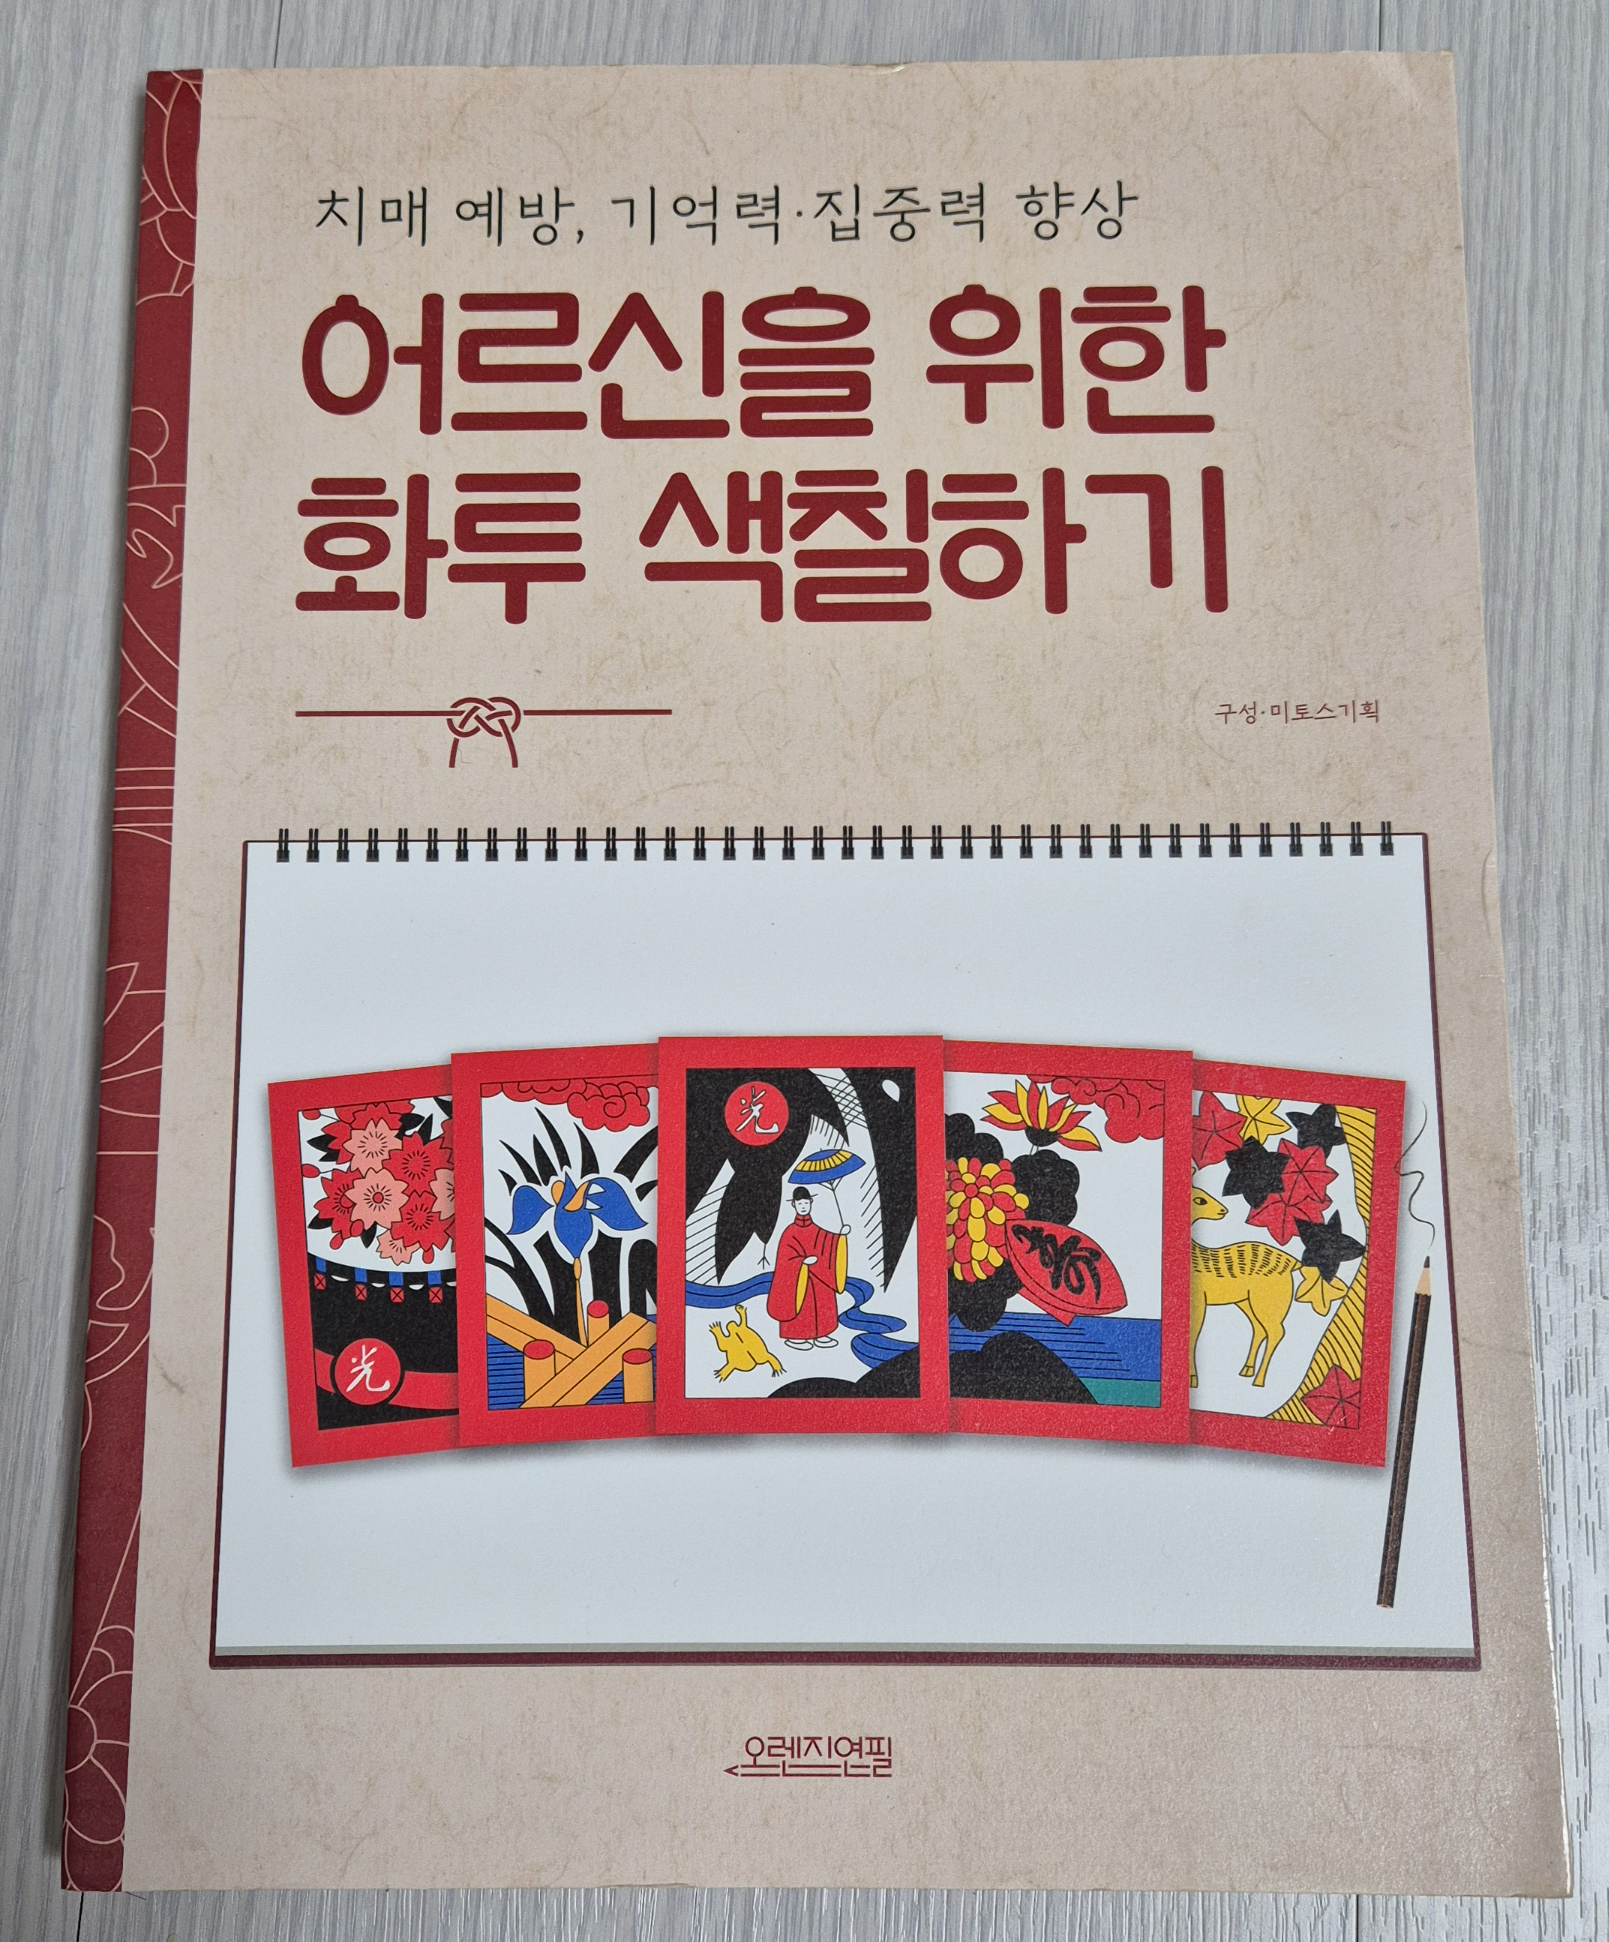 치매 예방, 기억력·집중력 향상
어르신을 위한
화투 색칠하기
구성·미토스기획
光
光
오렌지연필